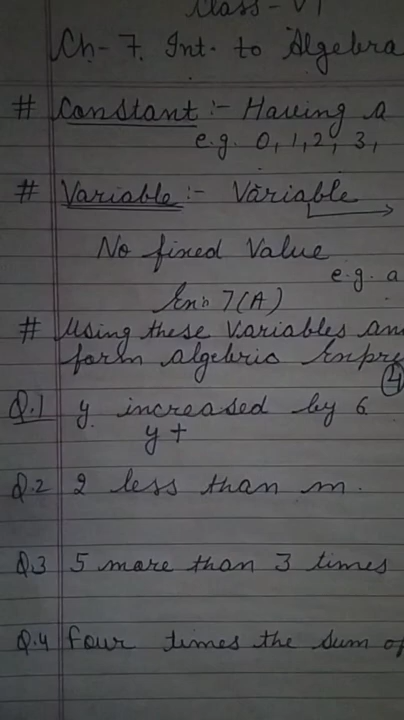 Class - VI
Ch- 7. Int. to Algebra
# Constant :- Having a
e.g. 0, 1, 2, 3,
# Variable :- Variable
No fixed Value
e.g. a
Ex:- 7(A)
# Using these variables an
form algebric Expre
4
Q.1 y increased by 6.
y +
Q.2 2 less than m.
Q.3 5 more than 3 times
Q.4 four times the sum of